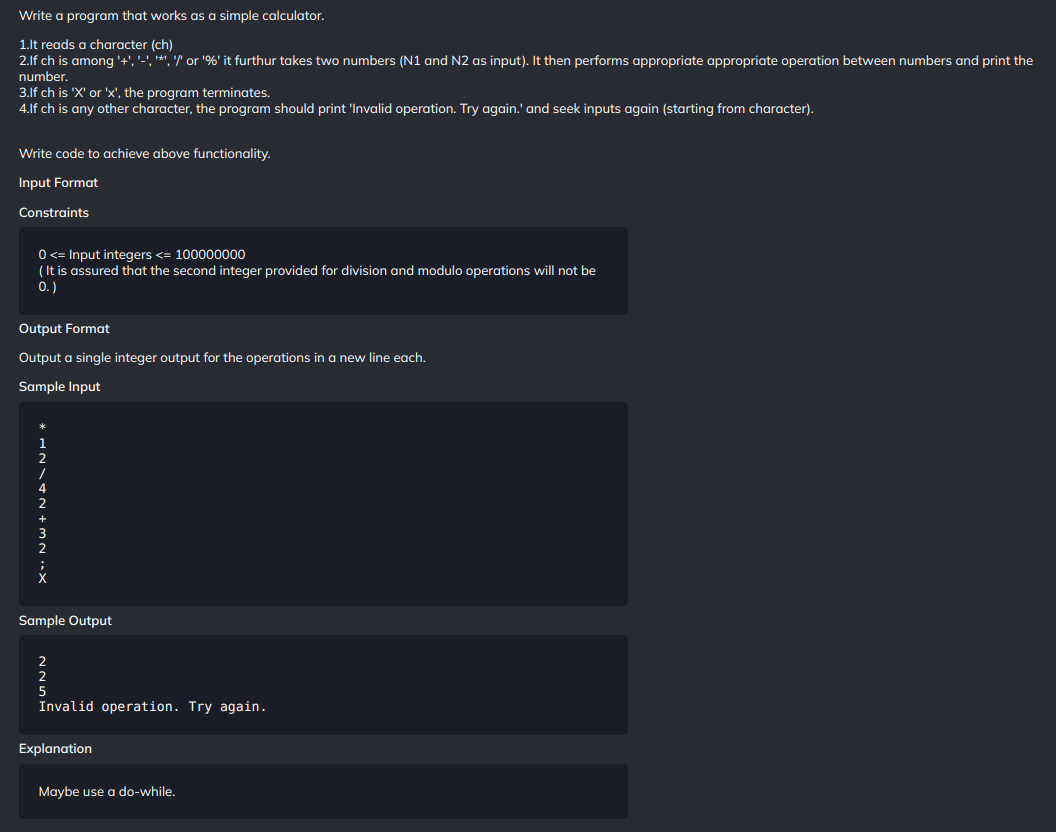 Write a program that works as a simple calculator.
1.It reads a character (ch)
2.If ch is among '+', '-', '*', '/' or '%' it furthur takes two numbers (N1 and N2 as input). It then performs appropriate appropriate operation between numbers and print the
number.
3.If ch is 'X' or 'x', the program terminates.
4.If ch is any other character, the program should print 'Invalid operation. Try again.' and seek inputs again (starting from character).
Write code to achieve above functionality.
Input Format
Constraints
0 <= Input integers <= 100000000
( It is assured that the second integer provided for division and modulo operations will not be
0. )
Output Format
Output a single integer output for the operations in a new line each.
Sample Input
*
1
2
/
4
2
+
3
2
;
X
Sample Output
2
2
5
Invalid operation. Try again.
Explanation
Maybe use a do-while.